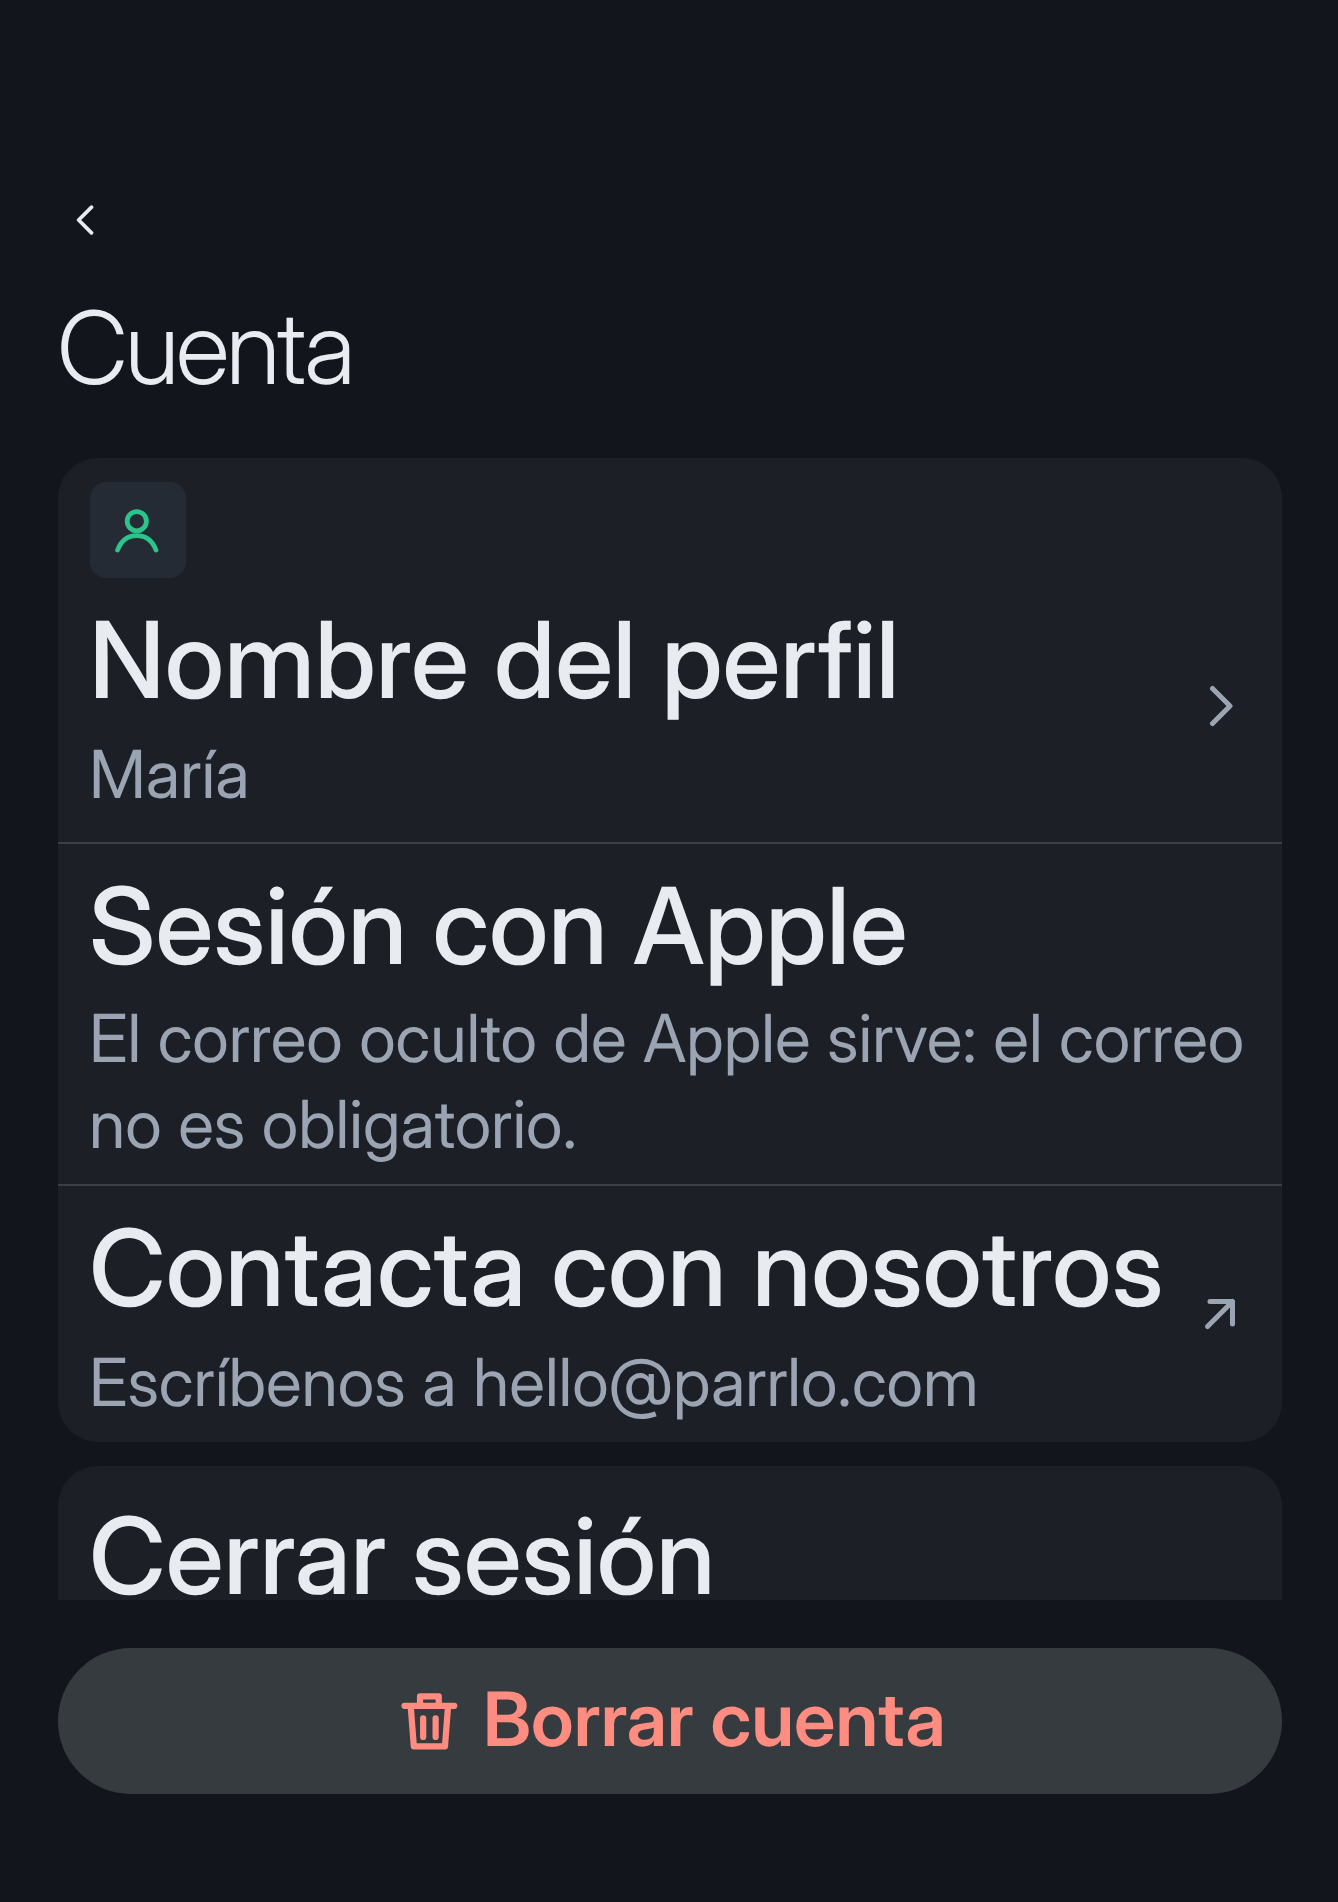 Cuenta
Nombre del perfil
María
Sesión con Apple
El correo oculto de Apple sirve: el correo
no es obligatorio.
Contacta con nosotros
Escríbenos a hello@parrlo.com
Cerrar sesión
Borrar cuenta